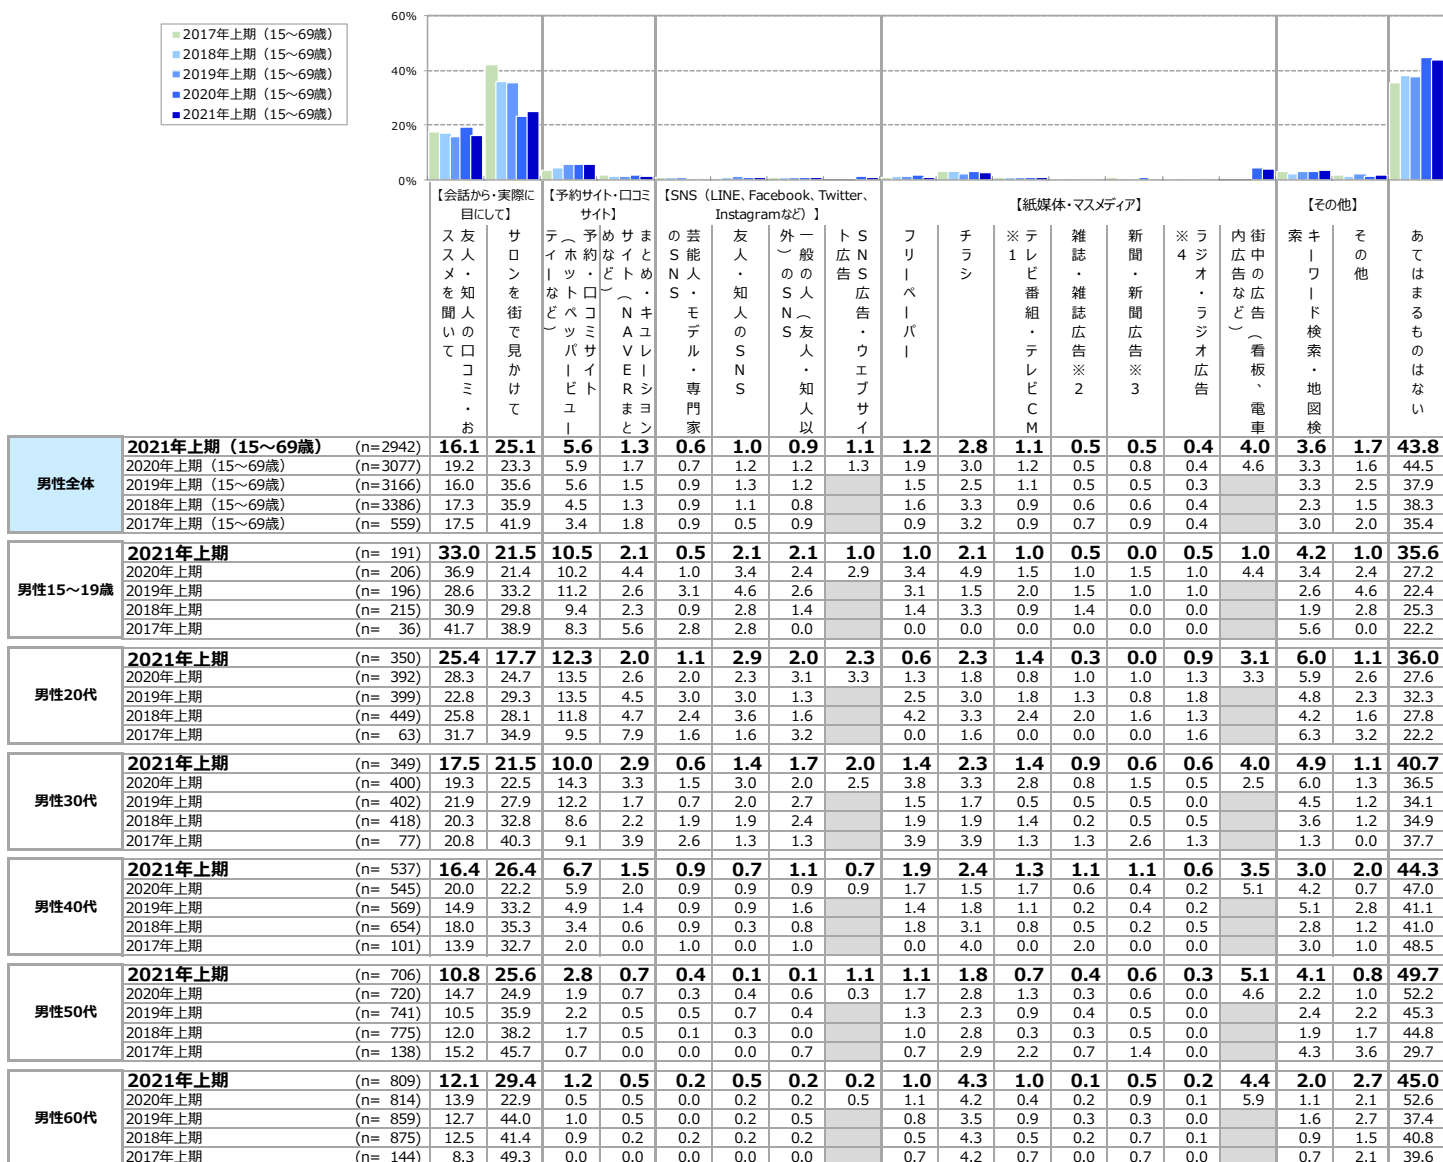 60%
40%
20%
0%
2017年上期（15～69歳）
2018年上期（15～69歳）
2019年上期（15～69歳）
2020年上期（15～69歳）
2021年上期（15～69歳）
【会話から・実際に目にして】
【予約サイト・口コミサイト】
【SNS（LINE、Facebook、Twitter、Instagramなど）】
【紙媒体・マスメディア】
【その他】
友人・知人の口コミ・おススメを聞いて
サロンを街で見かけて
予約・口コミサイト（ホットペッパービューティーなど）
まとめ・キュレーションサイト（NAVERまとめなど）
芸能人・モデル・専門家のSNS
友人・知人のSNS
一般の人（友人・知人以外）のSNS
SNS広告・ウエブサイト広告
フリーペーパー
チラシ
テレビ番組・テレビCM※1
雑誌・雑誌広告※2
新聞・新聞広告※3
ラジオ・ラジオ広告※4
街中の広告（看板、電車内広告など）
キーワード検索・地図検索
その他
あてはまるものはない
男性全体
2021年上期（15～69歳） (n=2942) 16.1 25.1 5.6 1.3 0.6 1.0 0.9 1.1 1.2 2.8 1.1 0.5 0.5 0.4 4.0 3.6 1.7 43.8
2020年上期（15～69歳） (n=3077) 19.2 23.3 5.9 1.7 0.7 1.2 1.2 1.3 1.9 3.0 1.2 0.5 0.8 0.4 4.6 3.3 1.6 44.5
2019年上期（15～69歳） (n=3166) 16.0 35.6 5.6 1.5 0.9 1.3 1.2 1.5 2.5 1.1 0.5 0.5 0.3 3.3 2.5 37.9
2018年上期（15～69歳） (n=3386) 17.3 35.9 4.5 1.3 0.9 1.1 0.8 1.6 3.3 0.9 0.6 0.6 0.4 2.3 1.5 38.3
2017年上期（15～69歳） (n= 559) 17.5 41.9 3.4 1.8 0.9 0.5 0.9 0.9 3.2 0.9 0.7 0.9 0.4 3.0 2.0 35.4
男性15～19歳
2021年上期 (n= 191) 33.0 21.5 10.5 2.1 0.5 2.1 2.1 1.0 1.0 2.1 1.0 0.5 0.0 0.5 1.0 4.2 1.0 35.6
2020年上期 (n= 206) 36.9 21.4 10.2 4.4 1.0 3.4 2.4 2.9 3.4 4.9 1.5 1.0 1.5 1.0 4.4 3.4 2.4 27.2
2019年上期 (n= 196) 28.6 33.2 11.2 2.6 3.1 4.6 2.6 3.1 1.5 2.0 1.5 1.0 1.0 2.6 4.6 22.4
2018年上期 (n= 215) 30.9 29.8 9.4 2.3 0.9 2.8 1.4 1.4 3.3 0.9 1.4 0.0 0.0 1.9 2.8 25.3
2017年上期 (n= 36) 41.7 38.9 8.3 5.6 2.8 2.8 0.0 0.0 0.0 0.0 0.0 0.0 0.0 5.6 0.0 22.2
男性20代
2021年上期 (n= 350) 25.4 17.7 12.3 2.0 1.1 2.9 2.0 2.3 0.6 2.3 1.4 0.3 0.0 0.9 3.1 6.0 1.1 36.0
2020年上期 (n= 392) 28.3 24.7 13.5 2.6 2.0 2.3 3.1 3.3 1.3 1.8 0.8 1.0 1.0 1.3 3.3 5.9 2.6 27.6
2019年上期 (n= 399) 22.8 29.3 13.5 4.5 3.0 3.0 1.3 2.5 3.0 1.8 1.3 0.8 1.8 4.8 2.3 32.3
2018年上期 (n= 449) 25.8 28.1 11.8 4.7 2.4 3.6 1.6 4.2 3.3 2.4 2.0 1.6 1.3 4.2 1.6 27.8
2017年上期 (n= 63) 31.7 34.9 9.5 7.9 1.6 1.6 3.2 0.0 1.6 0.0 0.0 0.0 1.6 6.3 3.2 22.2
男性30代
2021年上期 (n= 349) 17.5 21.5 10.0 2.9 0.6 1.4 1.7 2.0 1.4 2.3 1.4 0.9 0.6 0.6 4.0 4.9 1.1 40.7
2020年上期 (n= 400) 19.3 22.5 14.3 3.3 1.5 3.0 2.0 2.5 3.8 3.3 2.8 0.8 1.5 0.5 2.5 6.0 1.3 36.5
2019年上期 (n= 402) 21.9 27.9 12.2 1.7 0.7 2.0 2.7 1.5 1.7 0.5 0.5 0.5 0.0 4.5 1.2 34.1
2018年上期 (n= 418) 20.3 32.8 8.6 2.2 1.9 1.9 2.4 1.9 1.9 1.4 0.2 0.5 0.5 3.6 1.2 34.9
2017年上期 (n= 77) 20.8 40.3 9.1 3.9 2.6 1.3 1.3 3.9 3.9 1.3 1.3 2.6 1.3 1.3 0.0 37.7
男性40代
2021年上期 (n= 537) 16.4 26.4 6.7 1.5 0.9 0.7 1.1 0.7 1.9 2.4 1.3 1.1 1.1 0.6 3.5 3.0 2.0 44.3
2020年上期 (n= 545) 20.0 22.2 5.9 2.0 0.9 0.9 0.9 0.9 1.7 1.5 1.7 0.6 0.4 0.2 5.1 4.2 0.7 47.0
2019年上期 (n= 569) 14.9 33.2 4.9 1.4 0.9 0.9 1.6 1.4 1.8 1.1 0.2 0.4 0.2 5.1 2.8 41.1
2018年上期 (n= 654) 18.0 35.3 3.4 0.6 0.9 0.3 0.8 1.8 3.1 0.8 0.5 0.2 0.5 2.8 1.2 41.0
2017年上期 (n= 101) 13.9 32.7 2.0 0.0 1.0 0.0 1.0 0.0 4.0 0.0 2.0 0.0 0.0 3.0 1.0 48.5
男性50代
2021年上期 (n= 706) 10.8 25.6 2.8 0.7 0.4 0.1 0.1 1.1 1.1 1.8 0.7 0.4 0.6 0.3 5.1 4.1 0.8 49.7
2020年上期 (n= 720) 14.7 24.9 1.9 0.7 0.3 0.4 0.6 0.3 1.7 2.8 1.3 0.3 0.6 0.0 4.6 2.2 1.0 52.2
2019年上期 (n= 741) 10.5 35.9 2.2 0.5 0.5 0.7 0.4 1.3 2.3 0.9 0.4 0.5 0.0 2.4 2.2 45.3
2018年上期 (n= 775) 12.0 38.2 1.7 0.5 0.1 0.3 0.0 1.0 2.8 0.3 0.3 0.5 0.0 1.9 1.7 44.8
2017年上期 (n= 138) 15.2 45.7 0.7 0.0 0.0 0.0 0.7 0.7 2.9 2.2 0.7 1.4 0.0 4.3 3.6 29.7
男性60代
2021年上期 (n= 809) 12.1 29.4 1.2 0.5 0.2 0.5 0.2 0.2 1.0 4.3 1.0 0.1 0.5 0.2 4.4 2.0 2.7 45.0
2020年上期 (n= 814) 13.9 22.9 0.5 0.5 0.0 0.2 0.2 0.5 1.1 4.2 0.4 0.2 0.9 0.1 5.9 1.1 2.1 52.6
2019年上期 (n= 859) 12.7 44.0 1.0 0.5 0.0 0.2 0.5 0.8 3.5 0.9 0.3 0.3 0.0 1.6 2.7 37.4
2018年上期 (n= 875) 12.5 41.4 0.9 0.2 0.2 0.2 0.2 0.5 4.3 0.5 0.2 0.7 0.1 0.9 1.5 40.8
2017年上期 (n= 144) 8.3 49.3 0.0 0.0 0.0 0.0 0.0 0.7 4.2 0.7 0.0 0.7 0.0 0.7 2.1 39.6